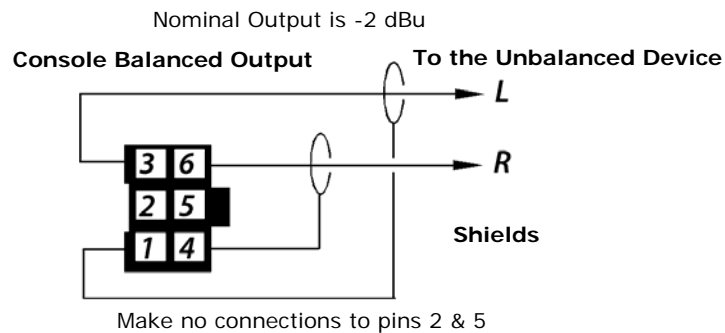 Nominal Output is -2 dBu
Console Balanced Output To the Unbalanced Device
L
3 6 R
2 5
Shields
1 4
Make no connections to pins 2 & 5